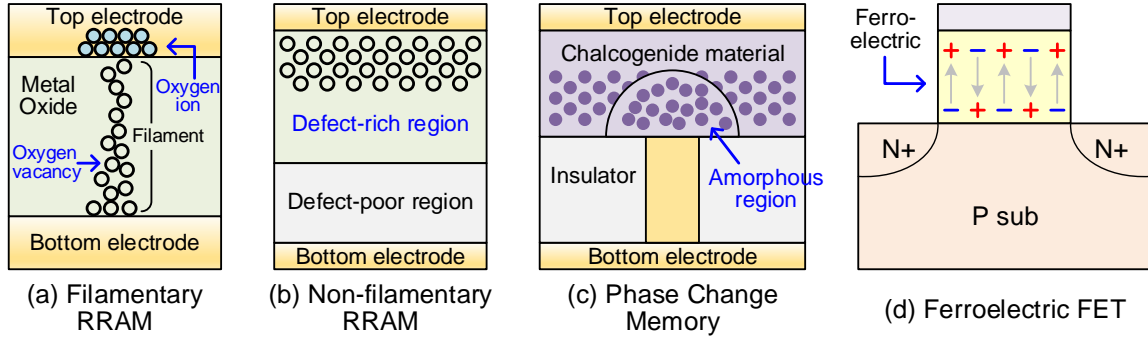 Top electrode
Metal
Oxide
Oxygen
ion
Filament
Oxygen
vacancy
Bottom electrode
(a) Filamentary
RRAM
Top electrode
Defect-rich region
Defect-poor region
Bottom electrode
(b) Non-filamentary
RRAM
Top electrode
Chalcogenide material
Insulator
Amorphous
region
Bottom electrode
(c) Phase Change
Memory
Ferro-
electric
+ − + − +
− + − + −
N+ N+
P sub
(d) Ferroelectric FET